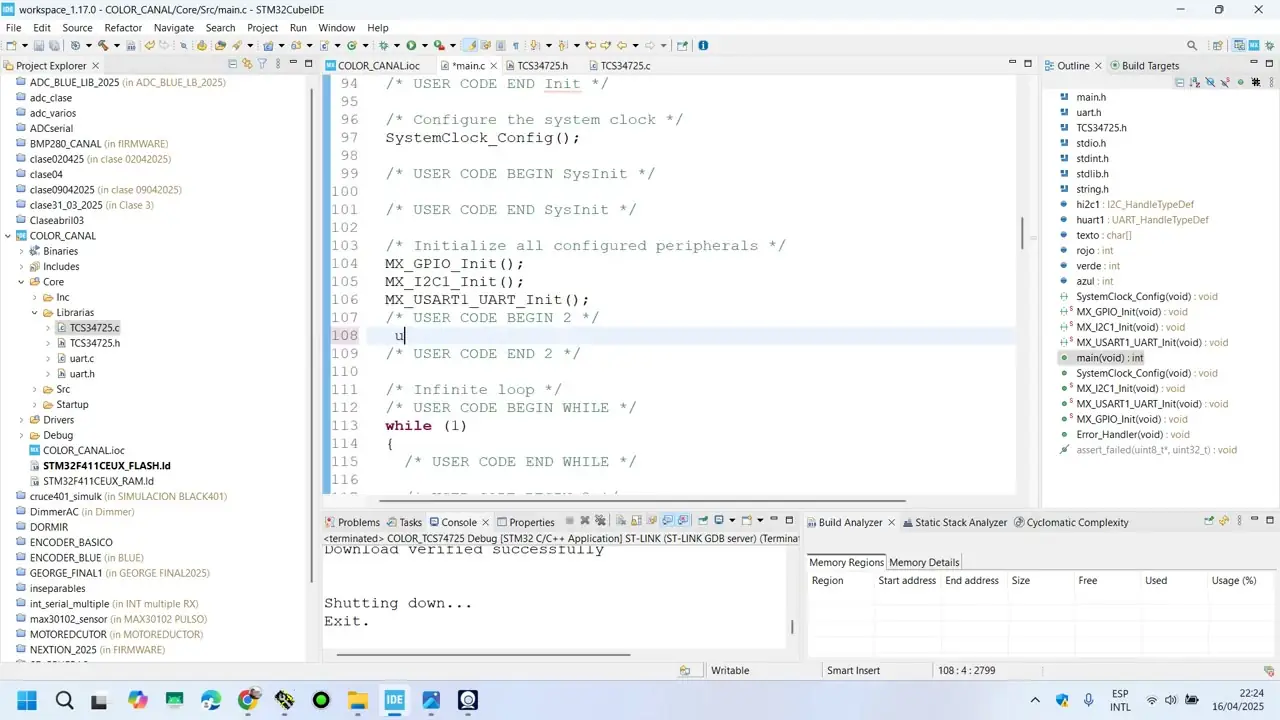 workspace_1.17.0 - COLOR_CANAL/Core/Src/main.c - STM32CubeIDE
File Edit Source Refactor Navigate Search Project Run Window Help
Project Explorer
ADC_BLUE_LIB_2025 (in ADC_BLUE_LIB_2025)
adc_clase
adc_varios
ADCserial
BMP280_CANAL (in fIRMWARE)
clase020425 (in clase 02042025)
clase04
clase09042025 (in clase 09042025)
clase31_03_2025 (in Clase 3)
Claseabril03
COLOR_CANAL
Binaries
Includes
Core
Inc
Librarias
TCS34725.c
TCS34725.h
uart.c
uart.h
Src
Startup
Drivers
Debug
COLOR_CANAL.ioc
STM32F411CEUX_FLASH.ld
STM32F411CEUX_RAM.ld
cruce401_simulk (in SIMULACION BLACK401)
DimmerAC (in Dimmer)
DORMIR
ENCODER_BASICO
ENCODER_BLUE (in BLUE)
GEORGE_FINAL1 (in GEORGE FINAL2025)
inseparables
int_serial_multiple (in INT multiple RX)
max30102_sensor (in MAX30102 PULSO)
MOTOREDCUTOR (in MOTOREDUCTOR)
NEXTION_2025 (in FIRMWARE)
COLOR_CANAL.ioc *main.c TCS34725.h TCS34725.c
94 /* USER CODE END Init */
95
96 /* Configure the system clock */
97 SystemClock_Config();
98
99 /* USER CODE BEGIN SysInit */
100
101 /* USER CODE END SysInit */
102
103 /* Initialize all configured peripherals */
104 MX_GPIO_Init();
105 MX_I2C1_Init();
106 MX_USART1_UART_Init();
107 /* USER CODE BEGIN 2 */
108 u
109 /* USER CODE END 2 */
110
111 /* Infinite loop */
112 /* USER CODE BEGIN WHILE */
113 while (1)
114 {
115 /* USER CODE END WHILE */
116
Outline Build Targets
main.h
uart.h
TCS34725.h
stdio.h
stdint.h
stdlib.h
string.h
hi2c1 : I2C_HandleTypeDef
huart1 : UART_HandleTypeDef
texto : char[]
rojo : int
verde : int
azul : int
SystemClock_Config(void) : void
MX_GPIO_Init(void) : void
MX_I2C1_Init(void) : void
MX_USART1_UART_Init(void) : void
main(void) : int
SystemClock_Config(void) : void
MX_I2C1_Init(void) : void
MX_USART1_UART_Init(void) : void
MX_GPIO_Init(void) : void
Error_Handler(void) : void
assert_failed(uint8_t*, uint32_t) : void
Problems Tasks Console Properties
<terminated> COLOR_TCS74725 Debug [STM32 C/C++ Application] ST-LINK (ST-LINK GDB server) (Terminat
Download verified successfully
Shutting down...
Exit.
Build Analyzer Static Stack Analyzer Cyclomatic Complexity
Memory Regions Memory Details
Region Start address End address Size Free Used Usage (%)
Writable Smart Insert 108 : 4 : 2799
IDE
ESP
INTL
22:24
16/04/2025